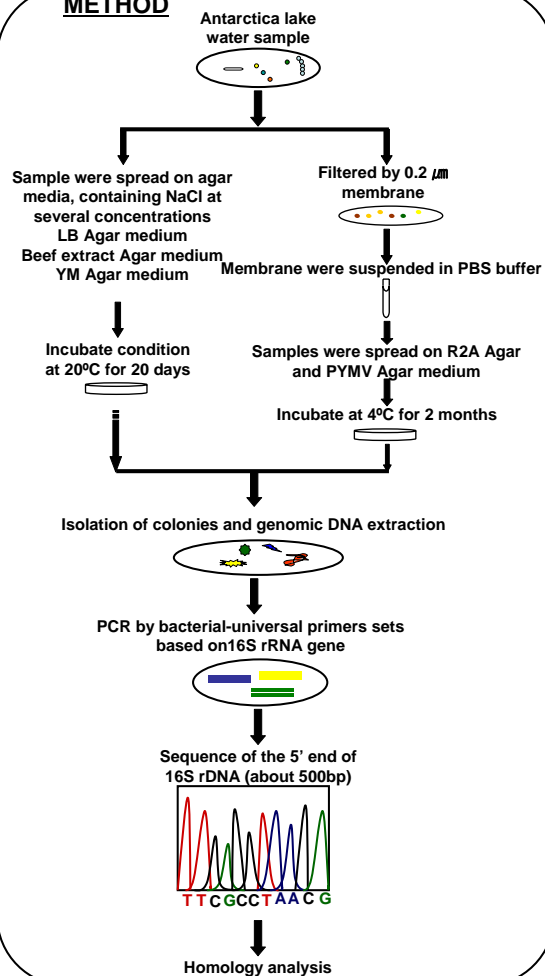 METHOD
Antarctica lake
water sample
Sample were spread on agar
media, containing NaCl at
several concentrations
LB Agar medium
Beef extract Agar medium
YM Agar medium
Incubate condition
at 20ºC for 20 days
Filtered by 0.2 ㎛
membrane
Membrane were suspended in PBS buffer
Samples were spread on R2A Agar
and PYMV Agar medium
Incubate at 4ºC for 2 months
Isolation of colonies and genomic DNA extraction
PCR by bacterial-universal primers sets
based on16S rRNA gene
Sequence of the 5’ end of
16S rDNA (about 500bp)
TTCGCCTAACG
Homology analysis